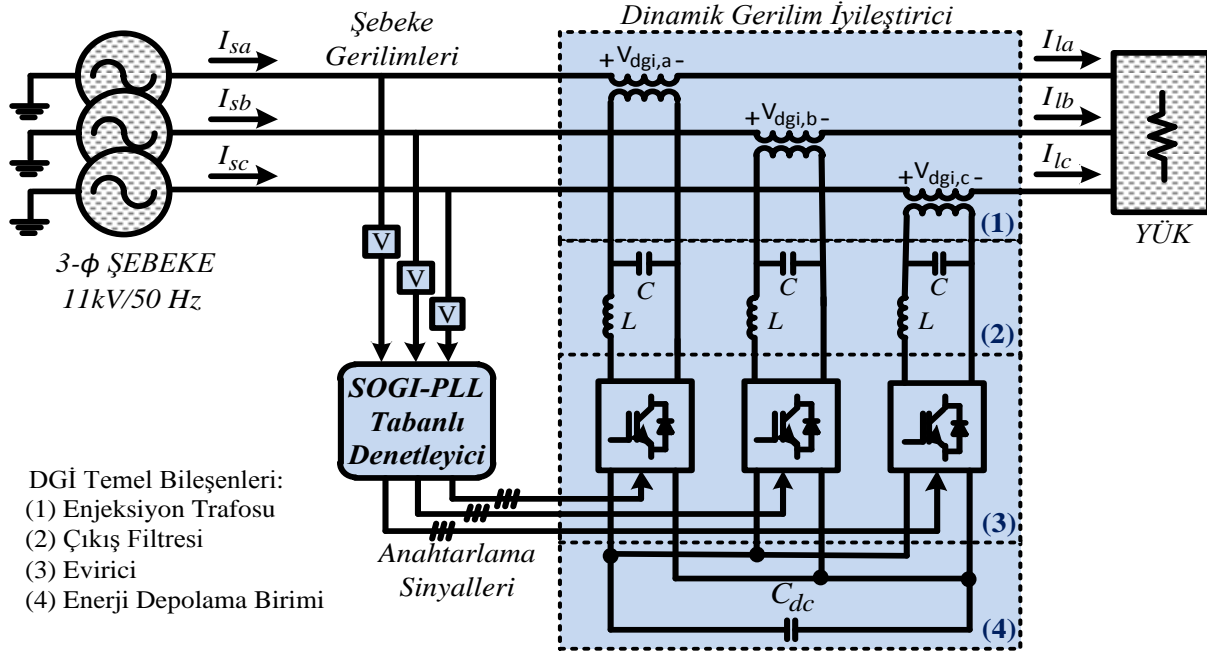 Dinamik Gerilim İyileştirici
Şebeke
Gerilimleri
I_sa
I_sb
I_sc
+V_dgi,a-
+V_dgi,b-
+V_dgi,c-
I_la
I_lb
I_lc
YÜK
3-ϕ ŞEBEKE
11kV/50 Hz
V
V
V
(1)
C
C
C
L
L
L
(2)
SOGI-PLL
Tabanlı
Denetleyici
DGİ Temel Bileşenleri:
(1) Enjeksiyon Trafosu
(2) Çıkış Filtresi
(3) Evirici
(4) Enerji Depolama Birimi
Anahtarlama
Sinyalleri
(3)
C_dc
(4)